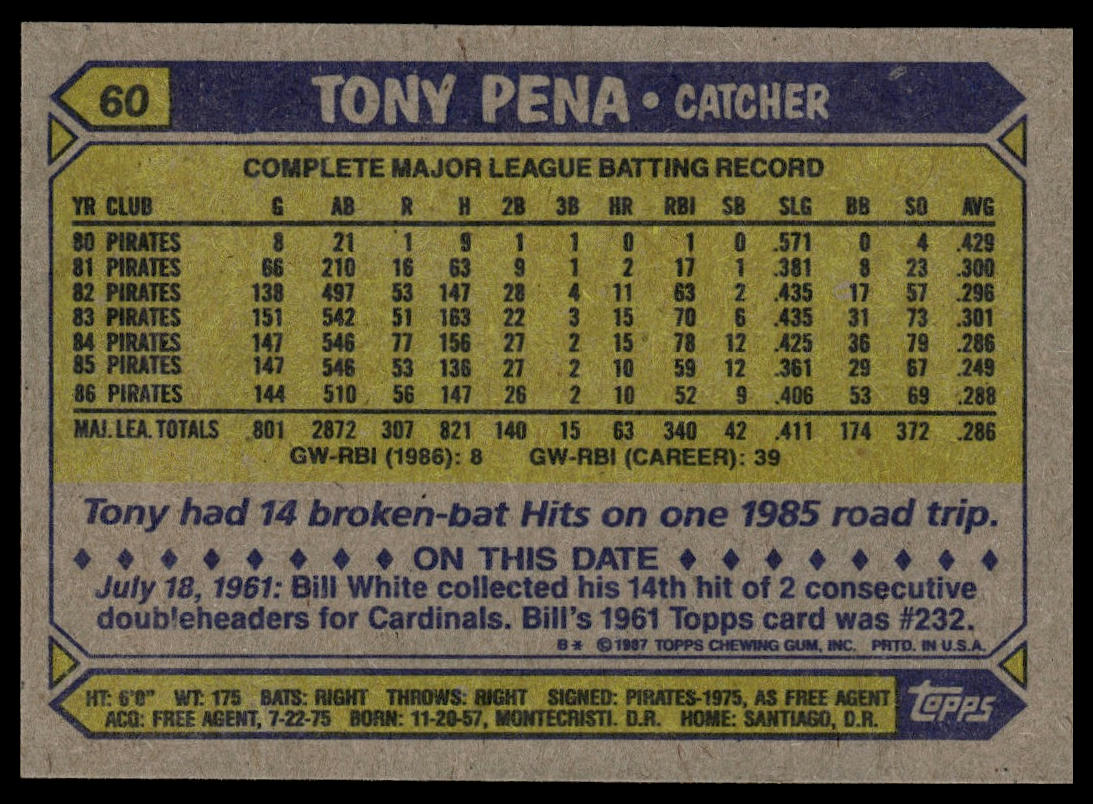 60
TONY PENA • CATCHER
COMPLETE MAJOR LEAGUE BATTING RECORD
YR CLUB G AB R H 2B 3B HR RBI SB SLG BB SO AVG
80 PIRATES 8 21 1 9 1 1 0 1 0 .571 0 4 .429
81 PIRATES 66 210 16 63 9 1 2 17 1 .381 8 23 .300
82 PIRATES 138 497 53 147 28 4 11 63 2 .435 17 57 .296
83 PIRATES 151 542 51 163 22 3 15 70 6 .435 31 73 .301
84 PIRATES 147 546 77 156 27 2 15 78 12 .425 36 79 .286
85 PIRATES 147 546 53 136 27 2 10 59 12 .361 29 67 .249
86 PIRATES 144 510 56 147 26 2 10 52 9 .406 53 69 .288
MAJ. LEA. TOTALS 801 2872 307 821 140 15 63 340 42 .411 174 372 .286
GW-RBI (1986): 8 GW-RBI (CAREER): 39
Tony had 14 broken-bat Hits on one 1985 road trip.
♦ ♦ ♦ ♦ ♦ ♦ ♦ ♦ ON THIS DATE ♦ ♦ ♦ ♦ ♦ ♦ ♦ ♦
July 18, 1961: Bill White collected his 14th hit of 2 consecutive
doubleheaders for Cardinals. Bill's 1961 Topps card was #232.
B* © 1987 TOPPS CHEWING GUM, INC. PRTD. IN U.S.A.
HT: 6'0" WT: 175 BATS: RIGHT THROWS: RIGHT SIGNED: PIRATES-1975, AS FREE AGENT
ACQ: FREE AGENT, 7-22-75 BORN: 11-20-57, MONTECRISTI. D.R. HOME: SANTIAGO, D.R.
topps